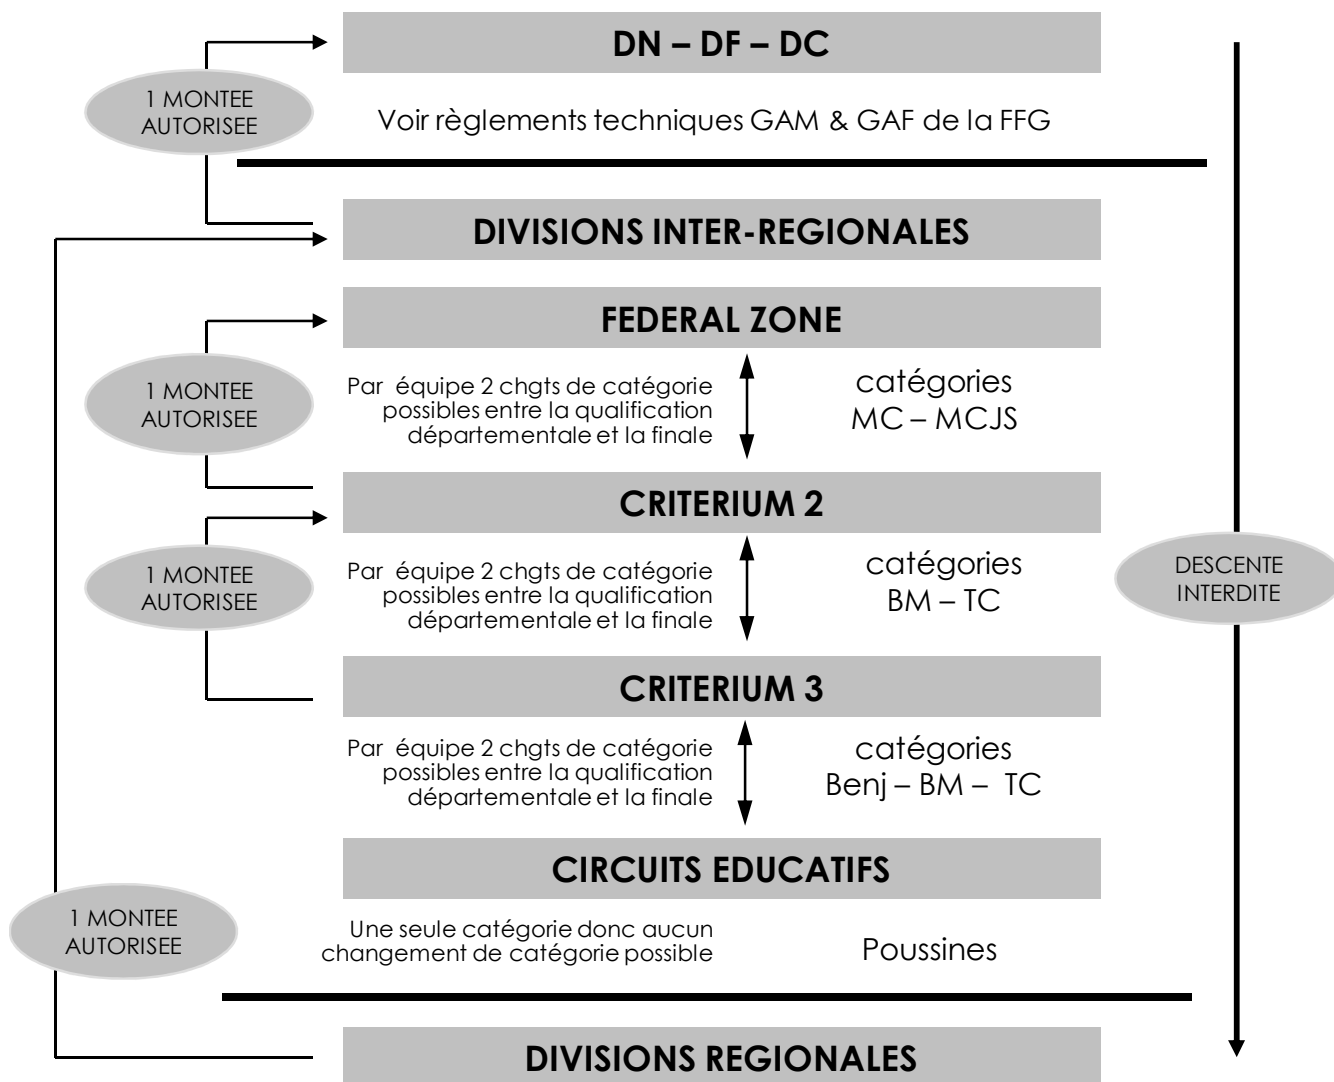 DN – DF – DC
1 MONTEE
AUTORISEE
Voir règlements techniques GAM & GAF de la FFG
DIVISIONS INTER-REGIONALES
FEDERAL ZONE
1 MONTEE
AUTORISEE
Par équipe 2 chgts de catégorie
possibles entre la qualification
départementale et la finale
catégories
MC – MCJS
CRITERIUM 2
1 MONTEE
AUTORISEE
Par équipe 2 chgts de catégorie
possibles entre la qualification
départementale et la finale
catégories
BM – TC
DESCENTE
INTERDITE
CRITERIUM 3
Par équipe 2 chgts de catégorie
possibles entre la qualification
départementale et la finale
catégories
Benj – BM – TC
CIRCUITS EDUCATIFS
1 MONTEE
AUTORISEE
Une seule catégorie donc aucun
changement de catégorie possible
Poussines
DIVISIONS REGIONALES